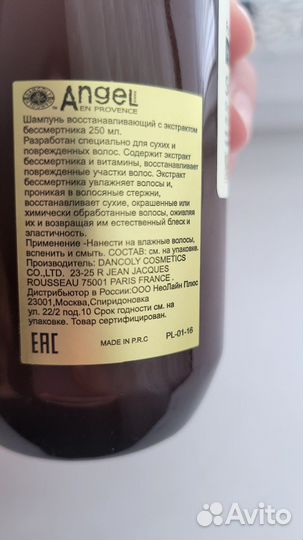 Angel
EN PROVENCE
Шампунь восстанавливающий с экстрактом
бессмертника 250 мл.
Разработан специально для сухих и
поврежденных волос. Содержит экстракт
бессмертника и витамины, восстанавливает
поврежденные участки волос. Экстракт
бессмертника увлажняет волосы и,
проникая в волосяные стержни,
восстанавливает сухие, окрашенные или
химически обработанные волосы, оживляя
их и возвращая им естественный блеск и
эластичность.
Применение -Нанести на влажные волосы,
вспенить и смыть. СОСТАВ: см. на упаковке.
Производитель: DANCOLY COSMETICS
CO.,LTD. 23-25 R JEAN JACQUES
ROUSSEAU 75001 PARIS FRANCE .
Дистрибьютор в России:ООО НеоЛайн Плюс
23001,Москва,Спиридоновка
ул. 22/2 под.10 Срок годности см. на
упаковке. Товар сертифицирован.
EAC
MADE IN P.R.C
PL-01-16
Avito